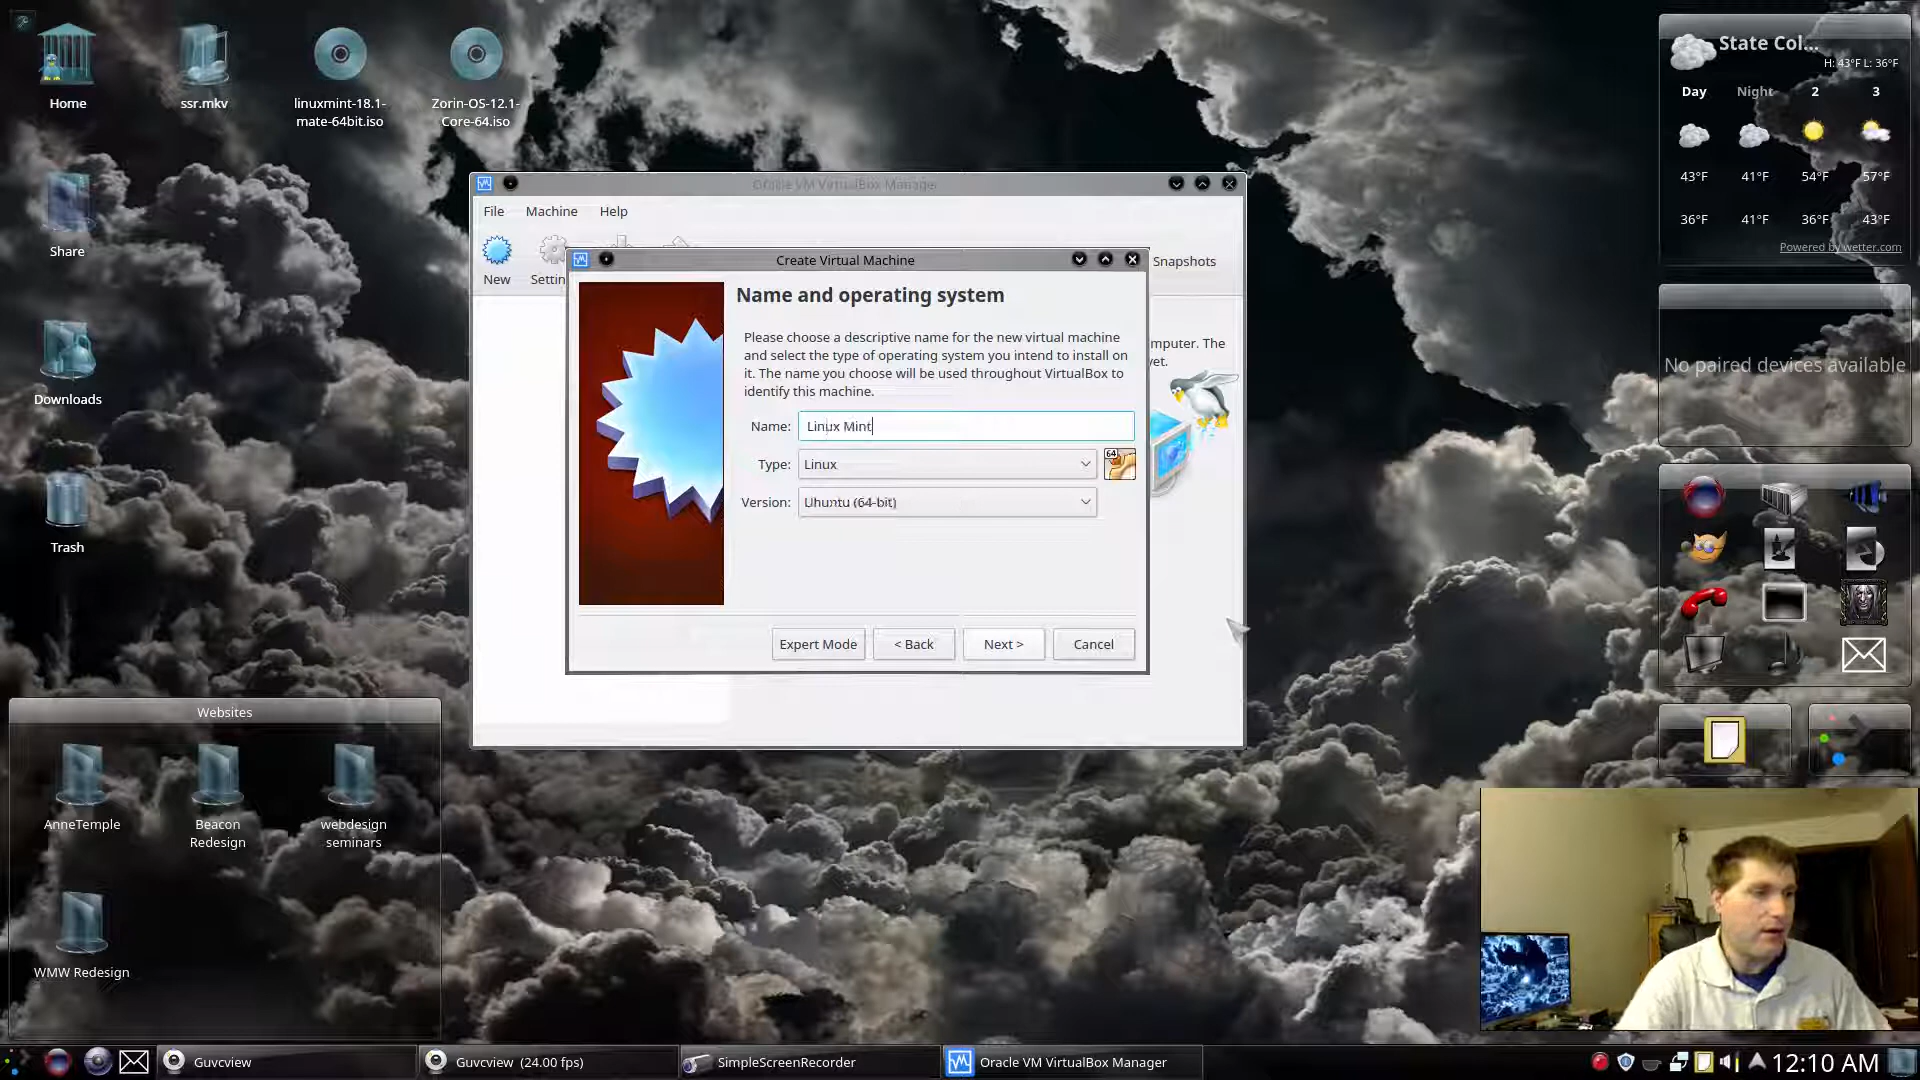 Home
ssr.mkv
linuxmint-18.1-
mate-64bit.iso
Zorin-OS-12.1-
Core-64.iso
Share
Downloads
Trash
Oracle VM VirtualBox Manager
File Machine Help
New
Settin
Snapshots
mputer. The
yet.
Create Virtual Machine
Name and operating system
Please choose a descriptive name for the new virtual machine
and select the type of operating system you intend to install on
it. The name you choose will be used throughout VirtualBox to
identify this machine.
Name: Linux Mint
Type: Linux
64
Version: Ubuntu (64-bit)
Expert Mode < Back Next > Cancel
State Col...
H: 43°F L: 36°F
Day Night 2 3
43°F 41°F 54°F 57°F
36°F 41°F 36°F 43°F
Powered by wetter.com
No paired devices available
Websites
AnneTemple
Beacon
Redesign
webdesign
seminars
WMW Redesign
Guvcview
Guvcview (24.00 fps)
SimpleScreenRecorder
Oracle VM VirtualBox Manager
12:10 AM